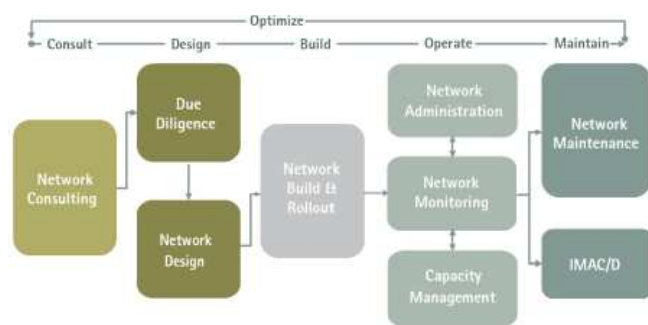 Optimize
Consult Design Build Operate Maintain
Due
Diligence
Network
Administration
Network
Maintenance
Network
Consulting
Network
Build &
Rollout
Network
Monitoring
Network
Design
Capacity
Management
IMAC/D